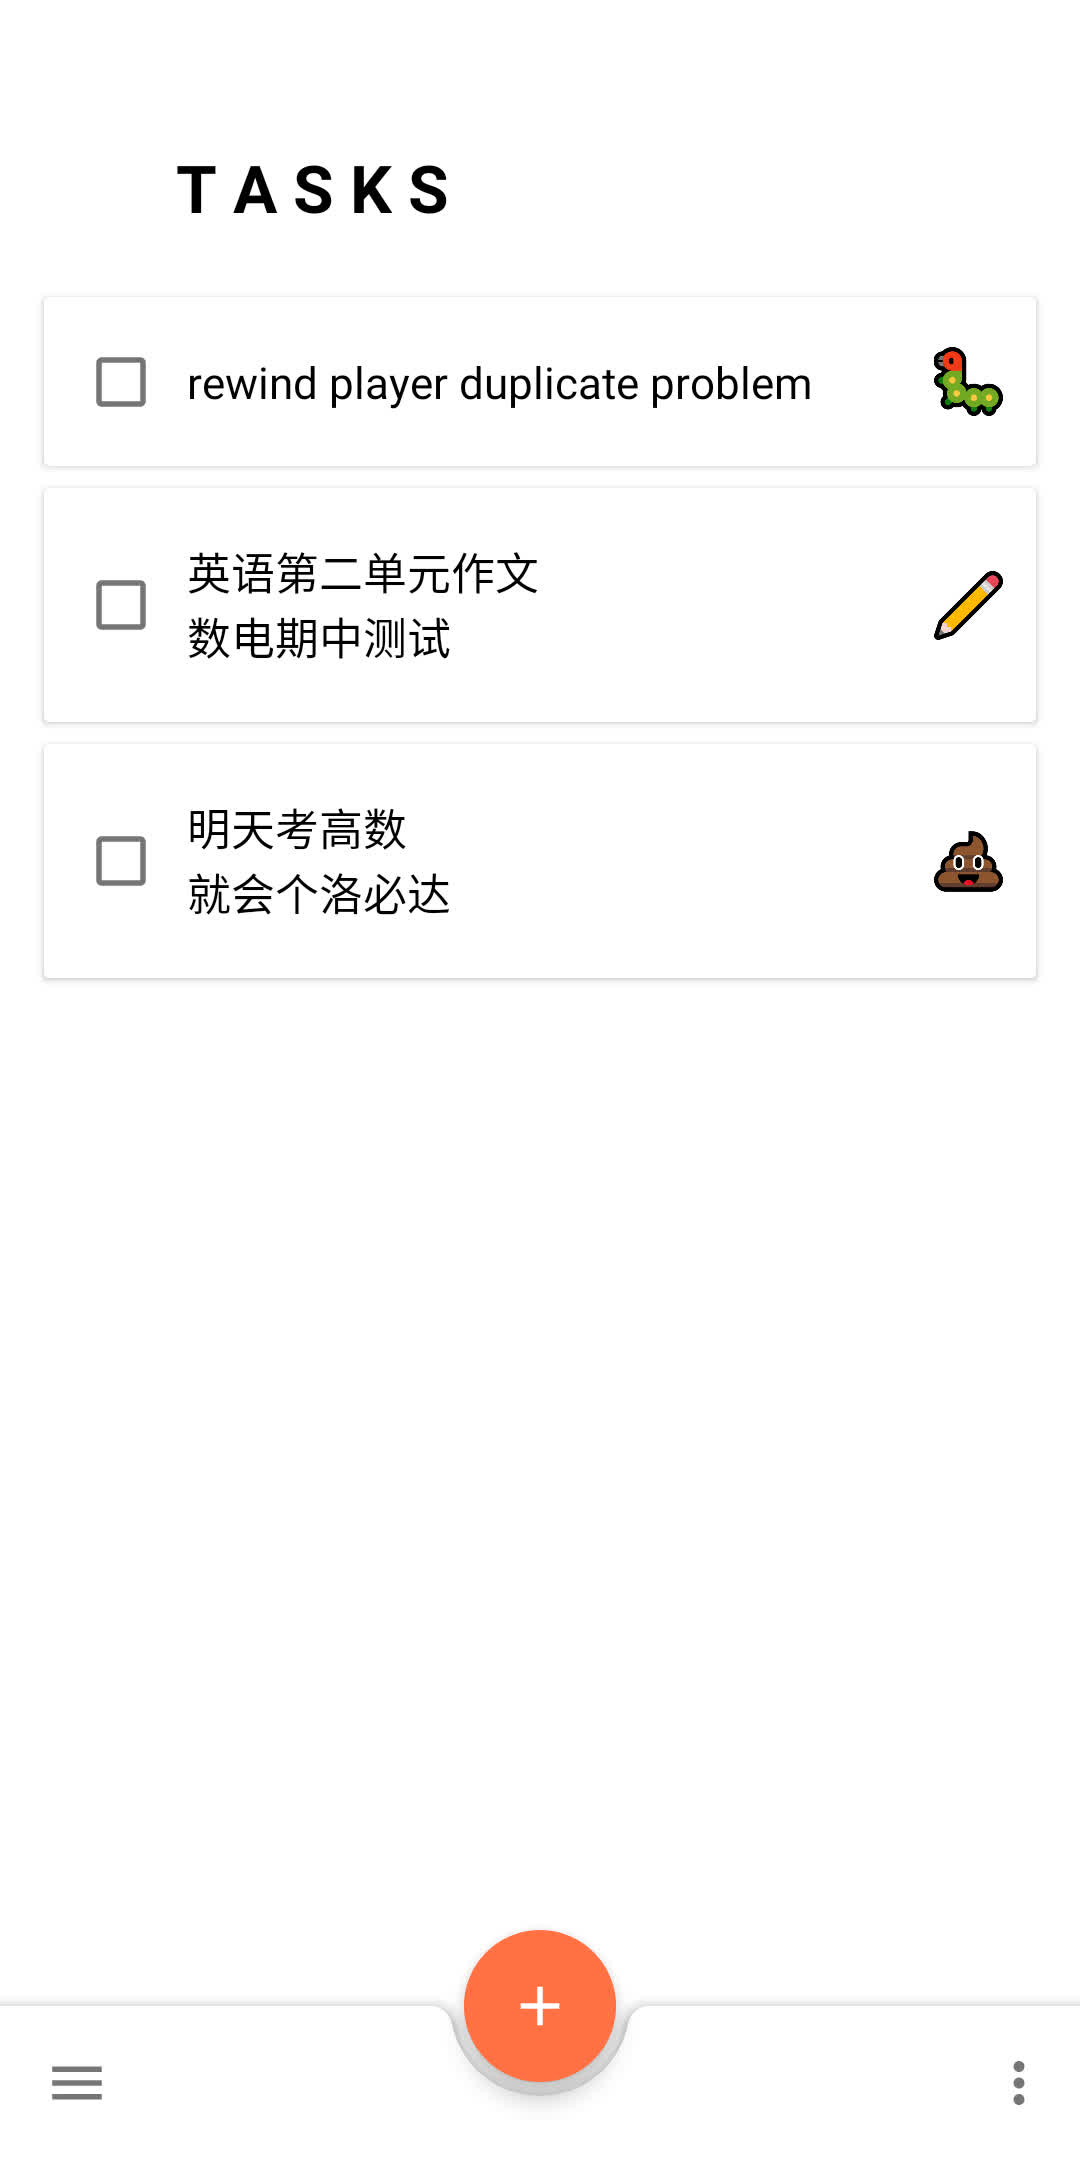 TASKS
rewind player duplicate problem
英语第二单元作文
数电期中测试
明天考高数
就会个洛必达